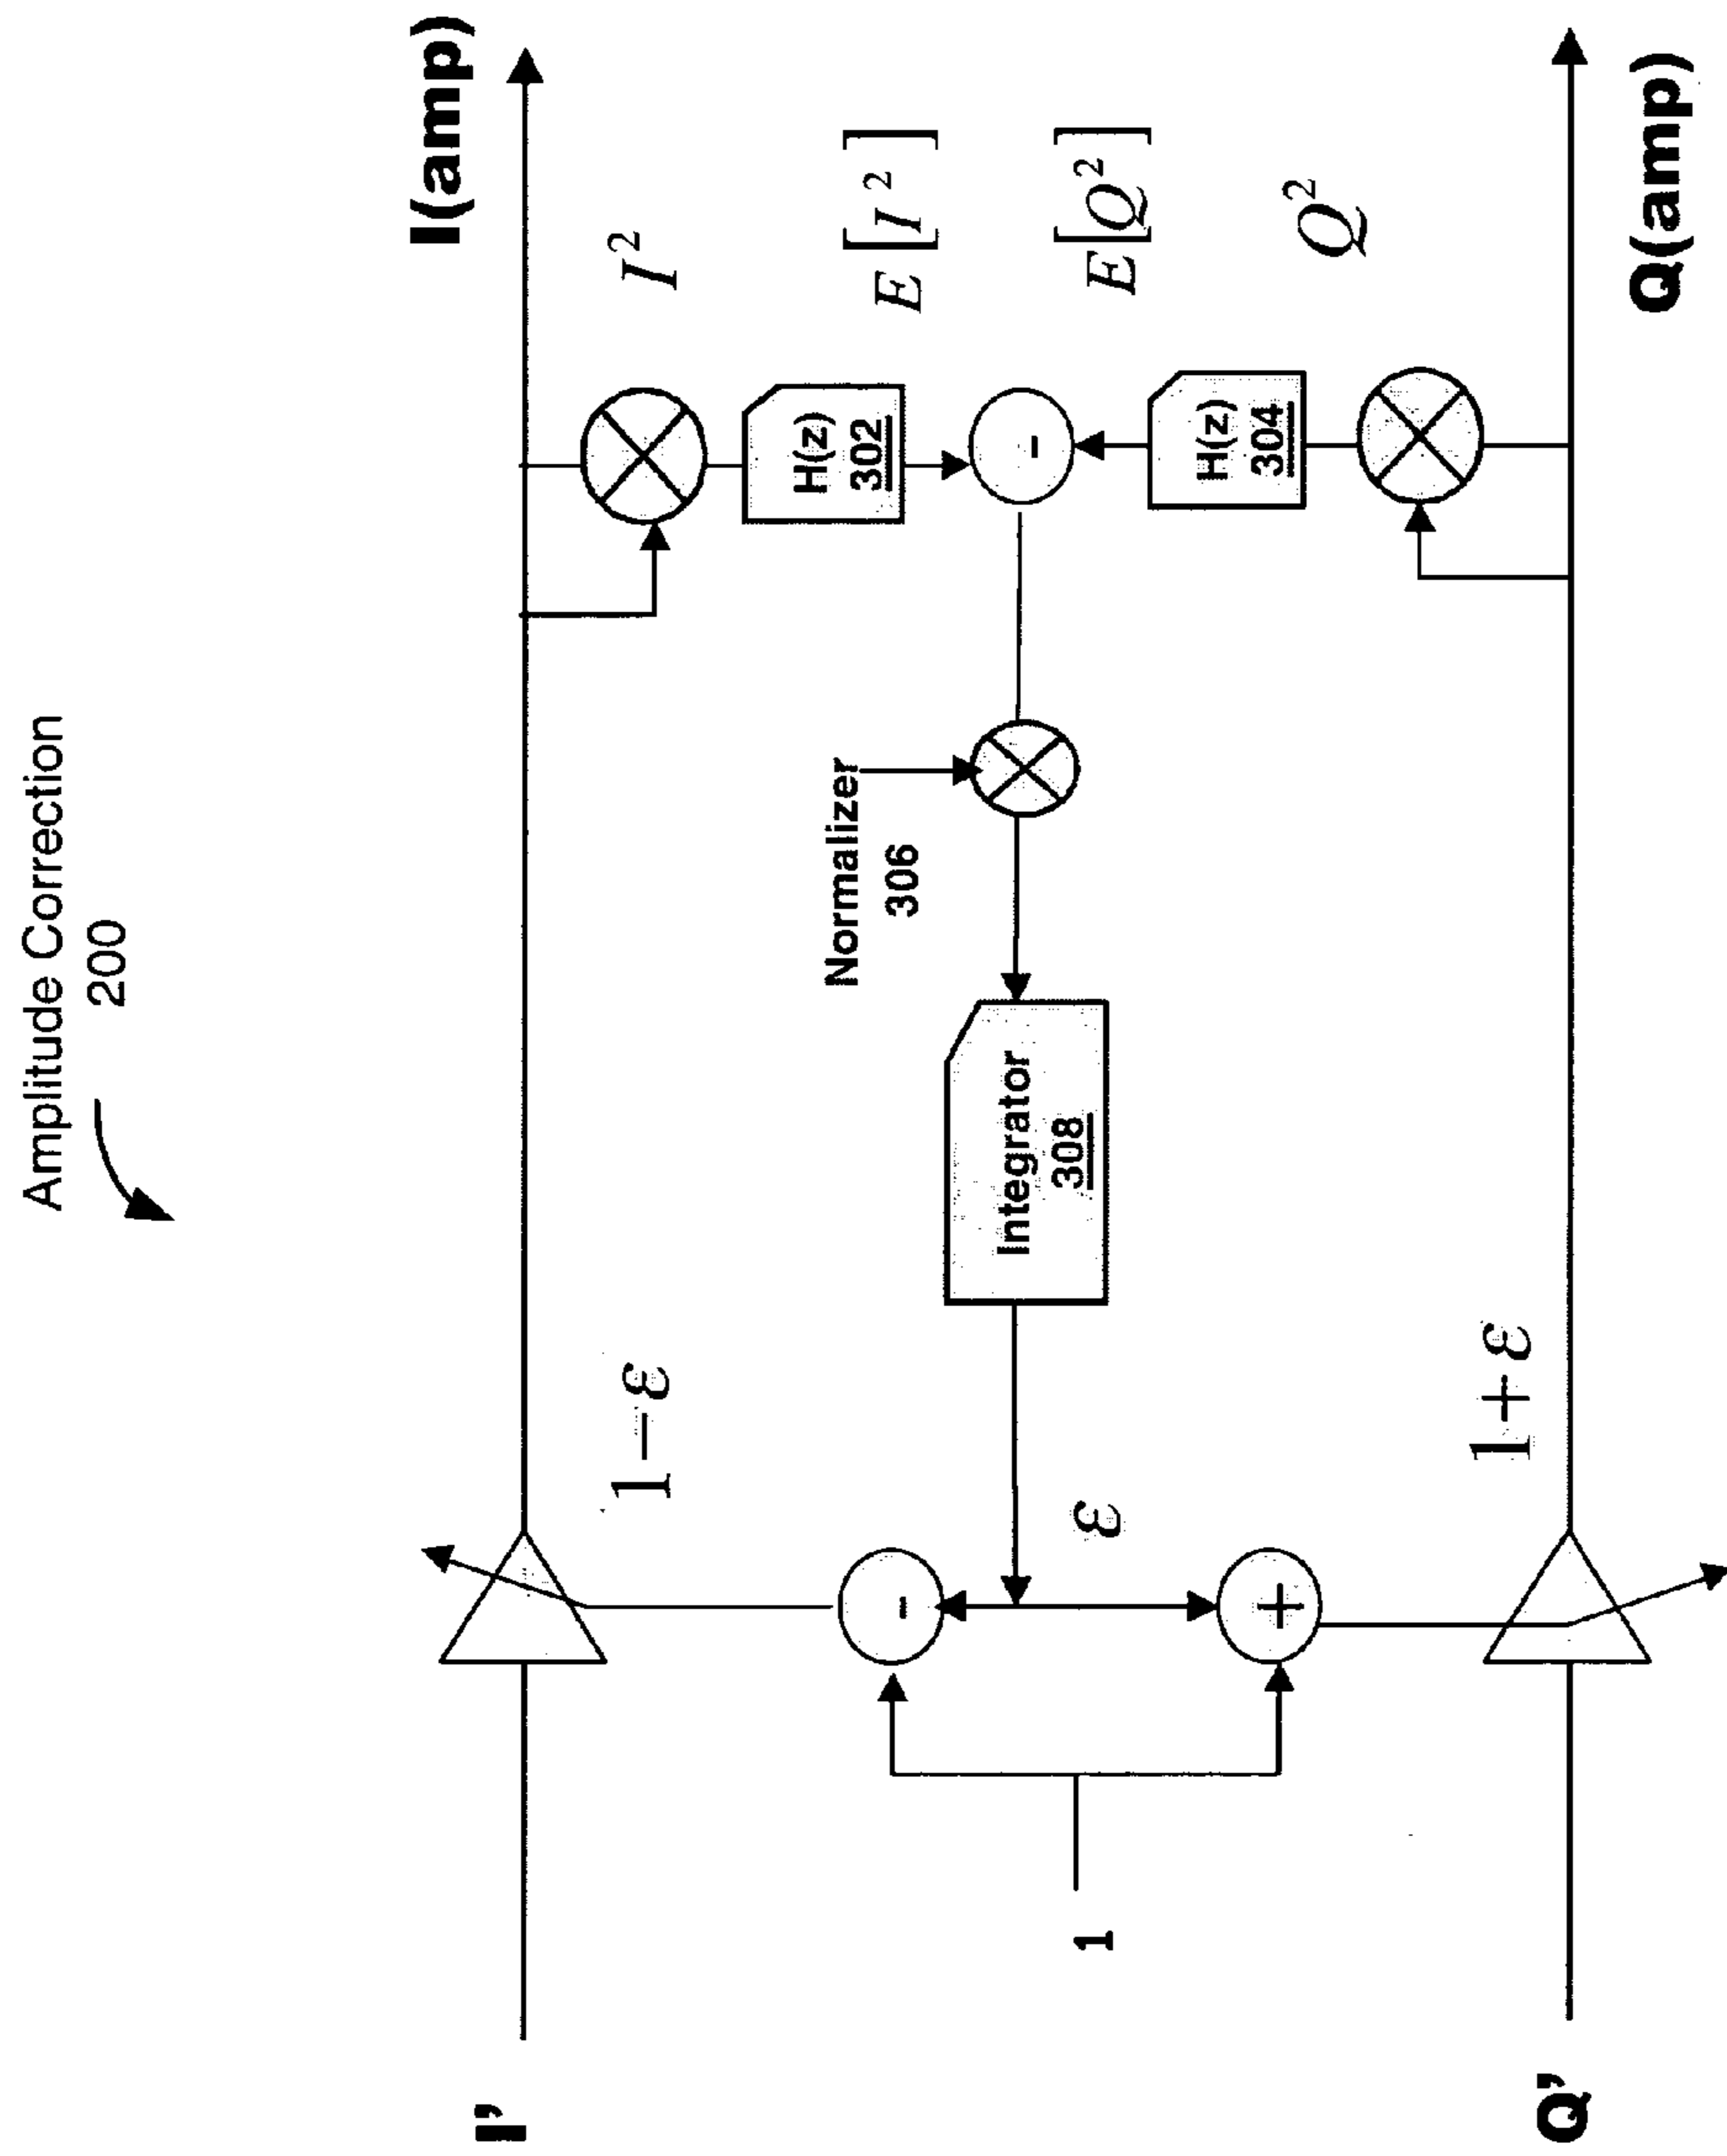 Amplitude Correction
200
I'
1−ε
I(amp)
I²
E[I²]
H(z)
302
-
Normalizer
306
Integrator
308
ε
-
+
1
E[Q²]
H(z)
304
Q²
1+ε
Q'
Q(amp)